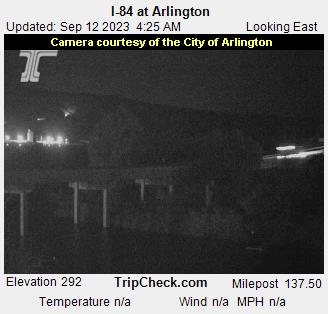 I-84 at Arlington
Updated: Sep 12 2023 4:25 AM Looking East
Camera courtesy of the City of Arlington
Elevation 292 TripCheck.com Milepost 137.50
Temperature n/a Wind n/a MPH n/a